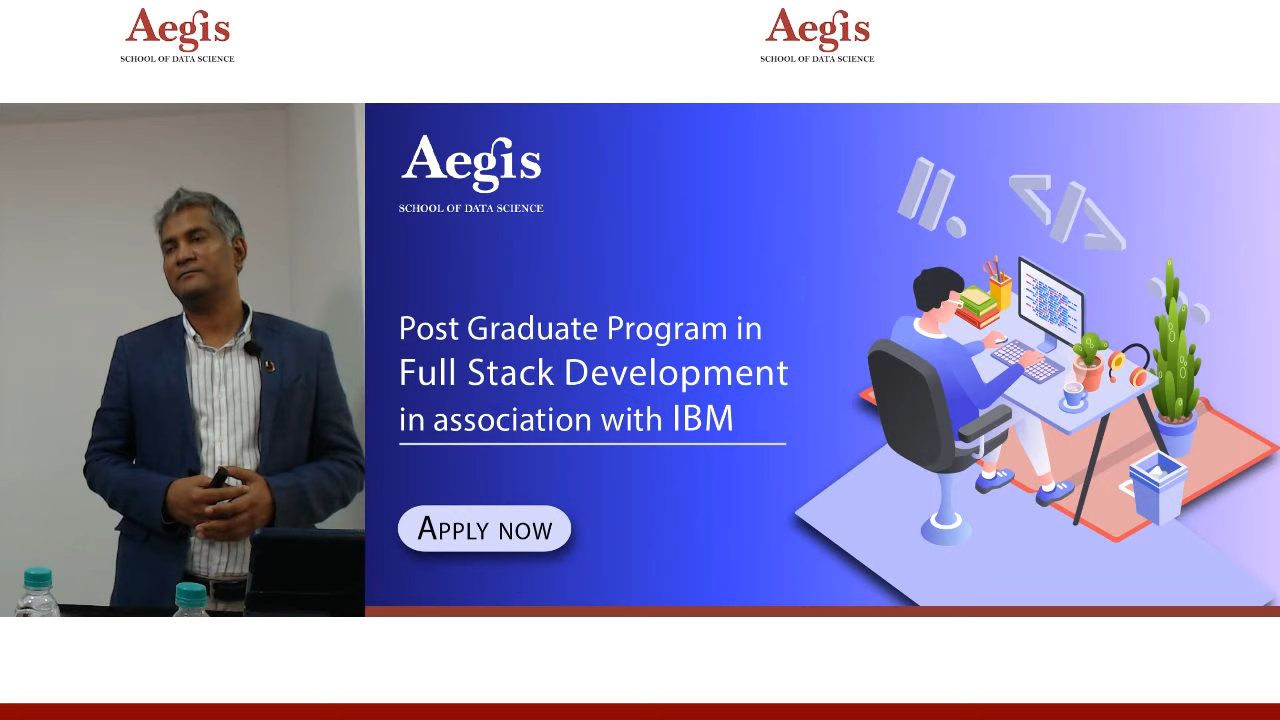 Aegis
SCHOOL OF DATA SCIENCE
Aegis
SCHOOL OF DATA SCIENCE
Aegis
SCHOOL OF DATA SCIENCE
Post Graduate Program in
Full Stack Development
in association with IBM
APPLY NOW